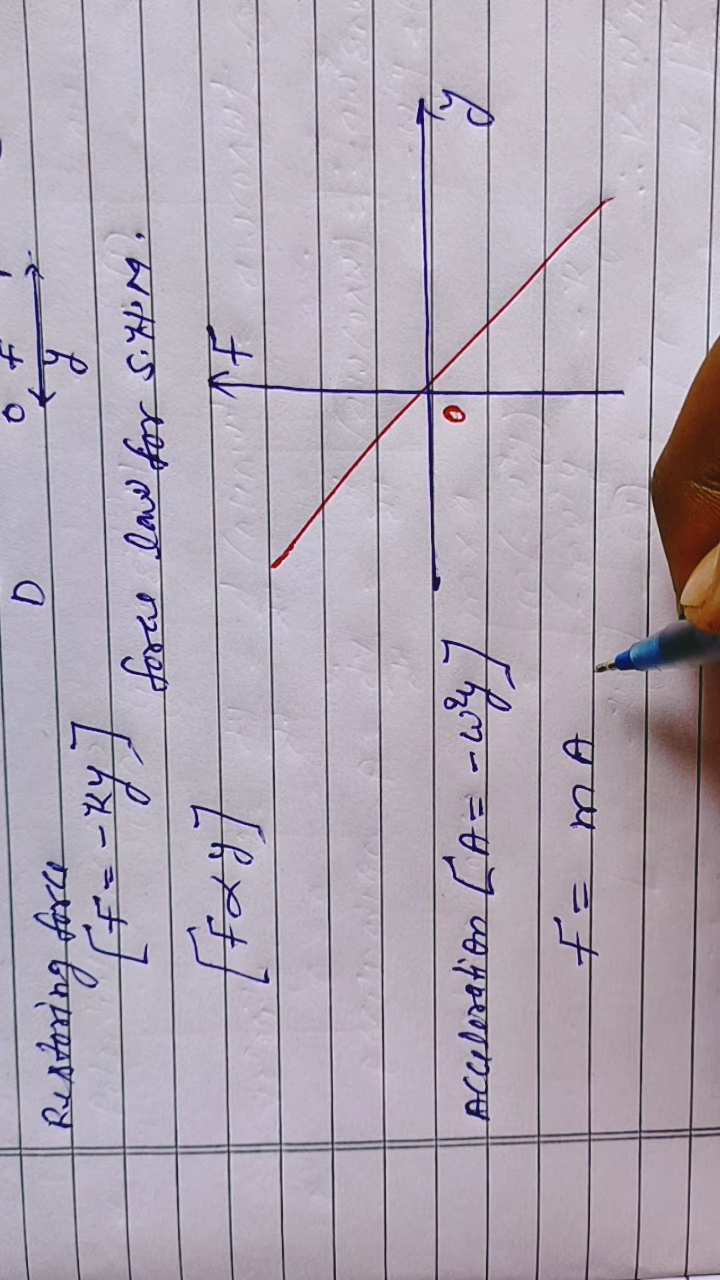 D O F y
Restoring force
[F = -ky] force law for S.H.M.
[F ∝ y]
F
y
O
Acceleration [A = -ω²y]
F = mA